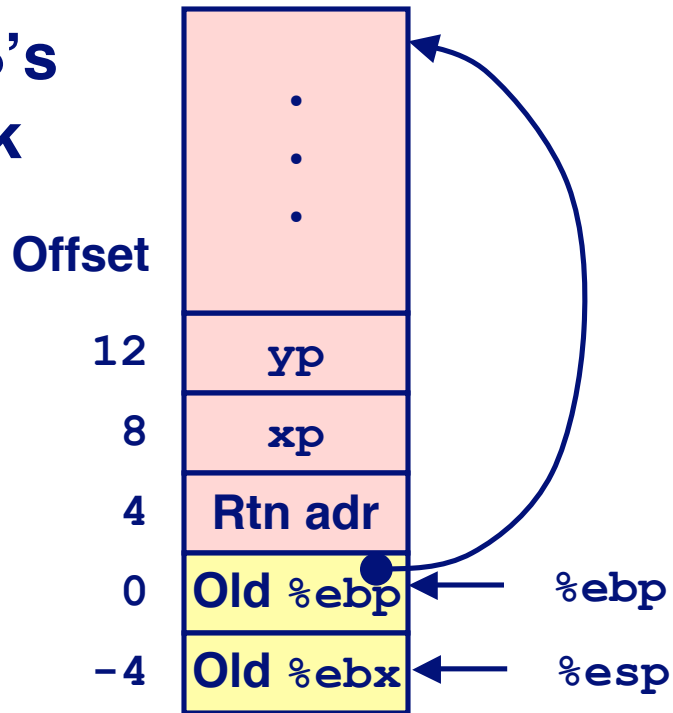 ’s
Offset
12 yp
8 xp
4 Rtn adr
0 Old %ebp %ebp
-4 Old %ebx %esp